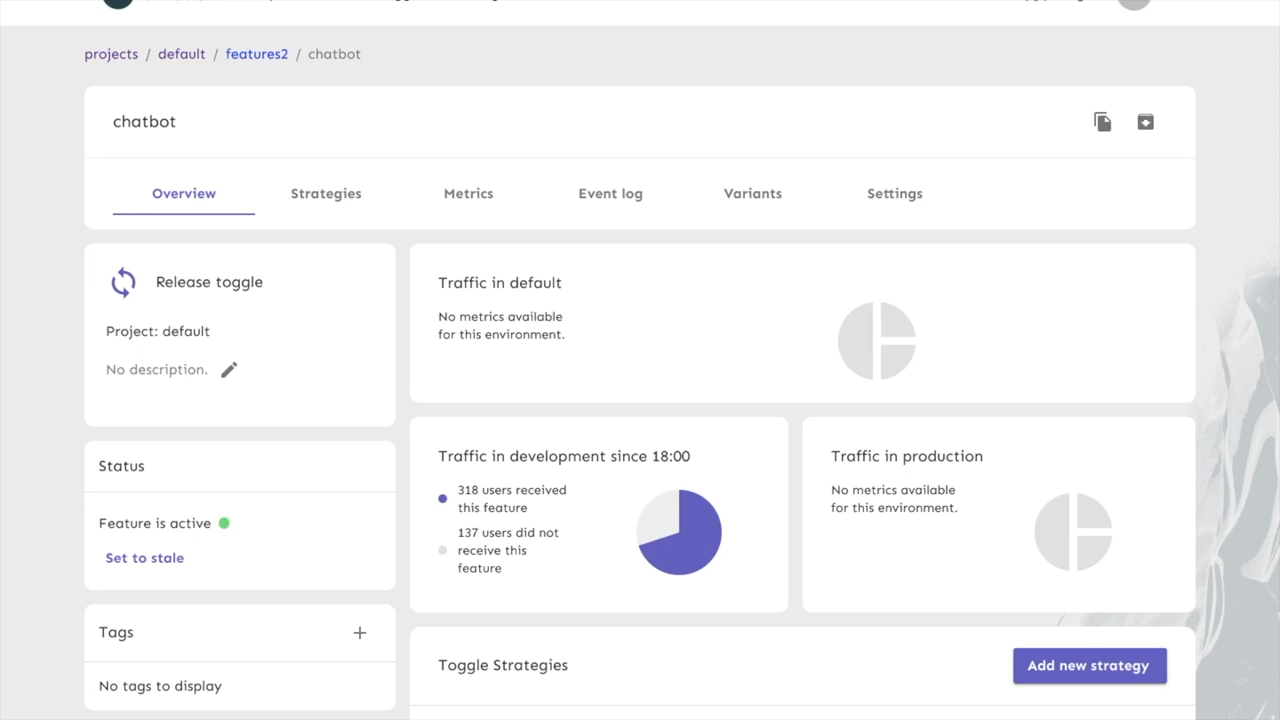 projects / default / features2 / chatbot
chatbot
Overview Strategies Metrics Event log Variants Settings
Release toggle
Project: default
No description.
Status
Feature is active
Set to stale
Tags
No tags to display
Traffic in default
No metrics available
for this environment.
Traffic in development since 18:00
318 users received
this feature
137 users did not
receive this
feature
Traffic in production
No metrics available
for this environment.
Toggle Strategies
Add new strategy